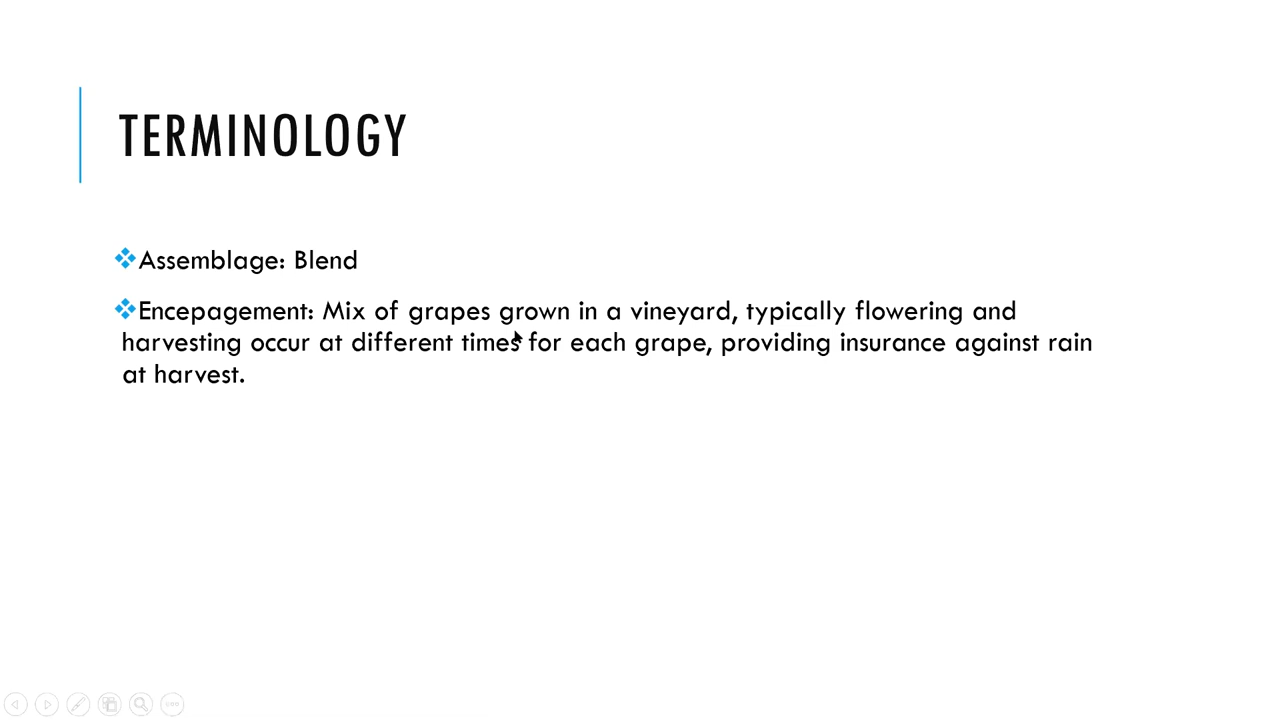 TERMINOLOGY
Assemblage: Blend
Encepagement: Mix of grapes grown in a vineyard, typically flowering and
harvesting occur at different times for each grape, providing insurance against rain
at harvest.